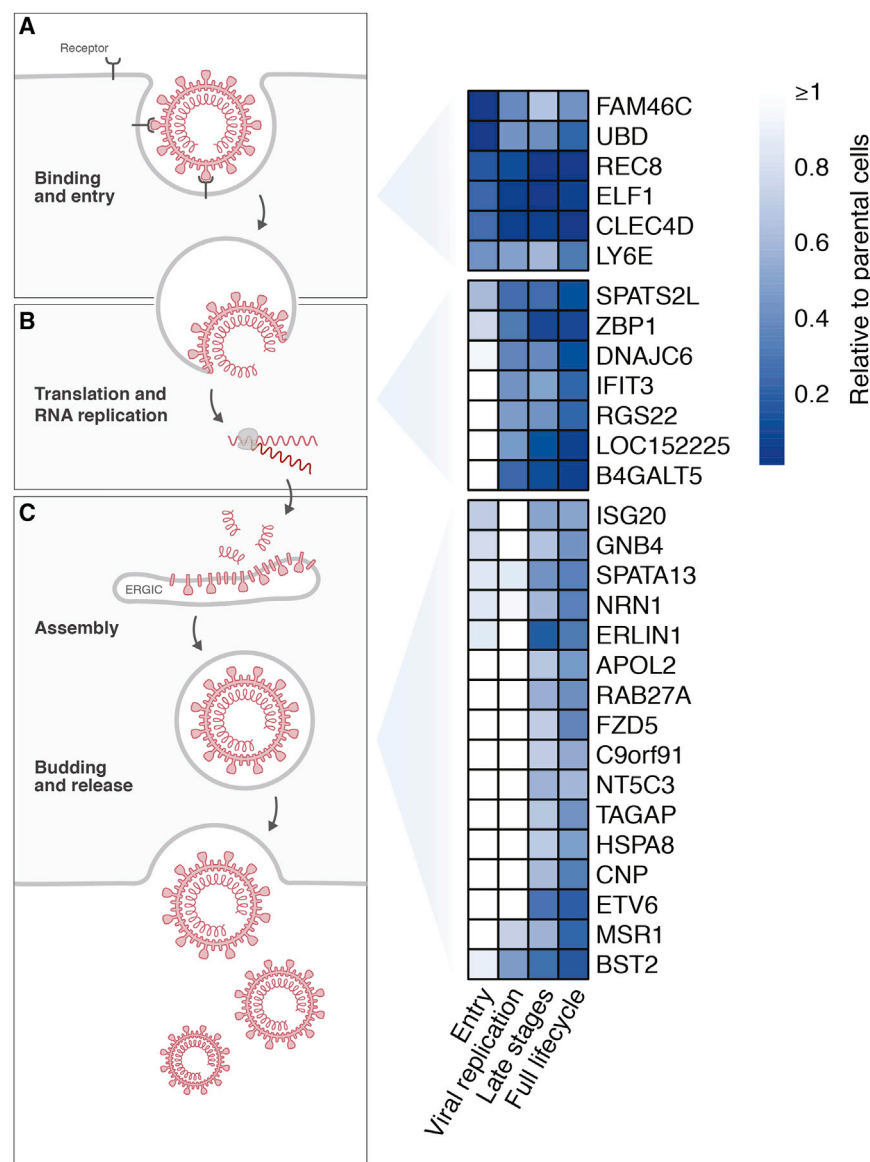 A
Receptor
Binding
and entry
B
Translation and
RNA replication
C
ERGIC
Assembly
Budding
and release
FAM46C
UBD
REC8
ELF1
CLEC4D
LY6E
SPATS2L
ZBP1
DNAJC6
IFIT3
RGS22
LOC152225
B4GALT5
ISG20
GNB4
SPATA13
NRN1
ERLIN1
APOL2
RAB27A
FZD5
C9orf91
NT5C3
TAGAP
HSPA8
CNP
ETV6
MSR1
BST2
Entry
Viral replication
Late stages
Full lifecycle
≥1
0.8
0.6
0.4
0.2
Relative to parental cells